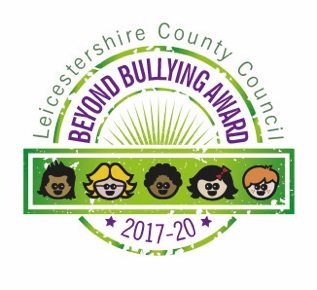 Leicestershire County Council
BEYOND BULLYING AWARD
2017-20